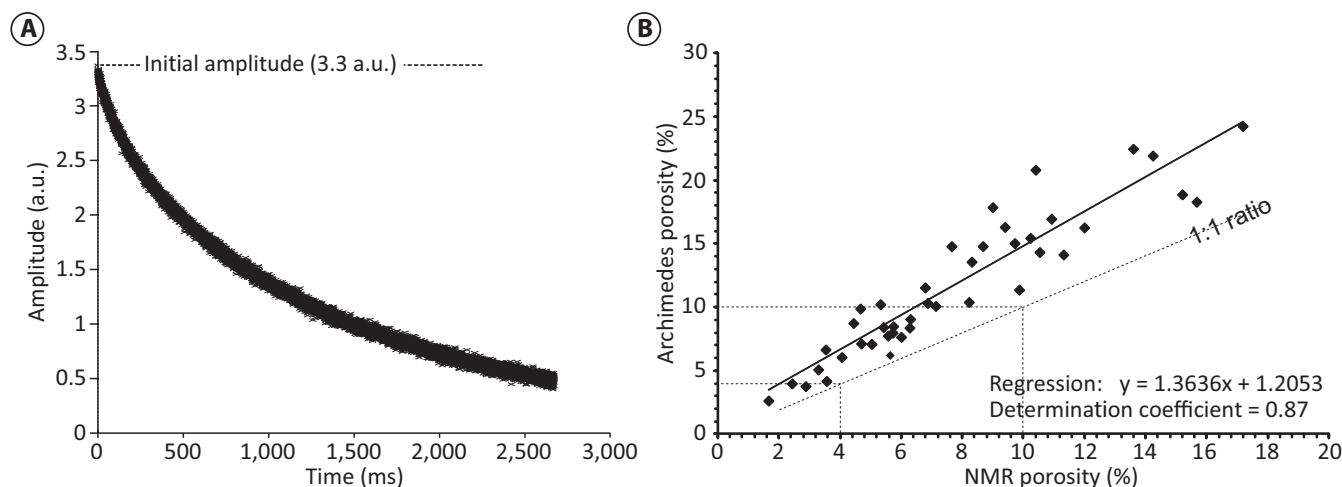 A
3.5
Initial amplitude (3.3 a.u.)
3
2.5
2
1.5
1
0.5
0
Amplitude (a.u.)
0 500 1,000 1,500 2,000 2,500 3,000
Time (ms)
B
30
25
20
15
10
5
0
Archimedes porosity (%)
1:1 ratio
Regression: y = 1.3636x + 1.2053
Determination coefficient = 0.87
0 2 4 6 8 10 12 14 16 18 20
NMR porosity (%)